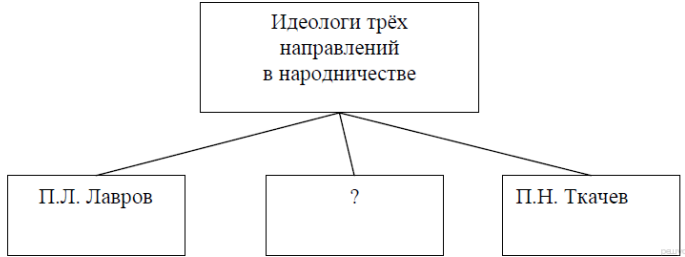 Идеологи трёх
направлений
в народничестве
П.Л. Лавров
?
П.Н. Ткачев